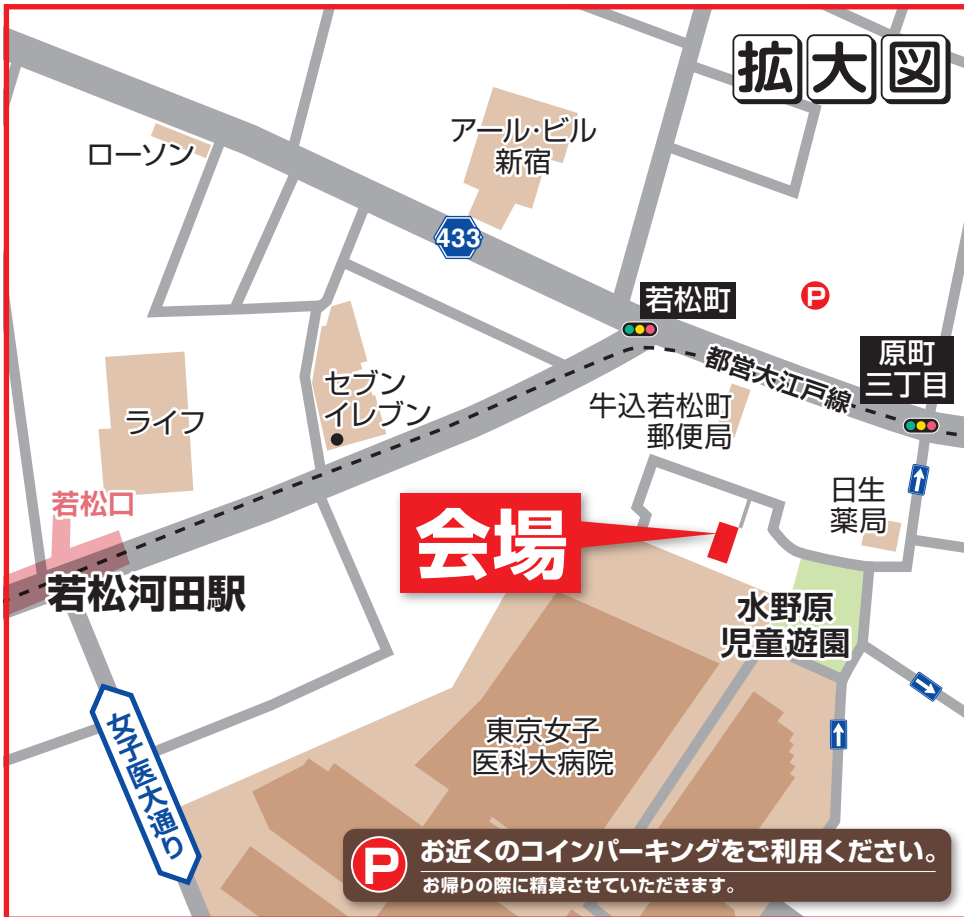 拡大図
ローソン
アール・ビル
新宿
433
若松町
P
原町
三丁目
都営大江戸線
セブン
イレブン
ライフ
牛込若松町
郵便局
日生
薬局
若松口
会場
若松河田駅
水野原
児童遊園
女子医大通り
東京女子
医科大病院
P
お近くのコインパーキングをご利用ください。
お帰りの際に精算させていただきます。